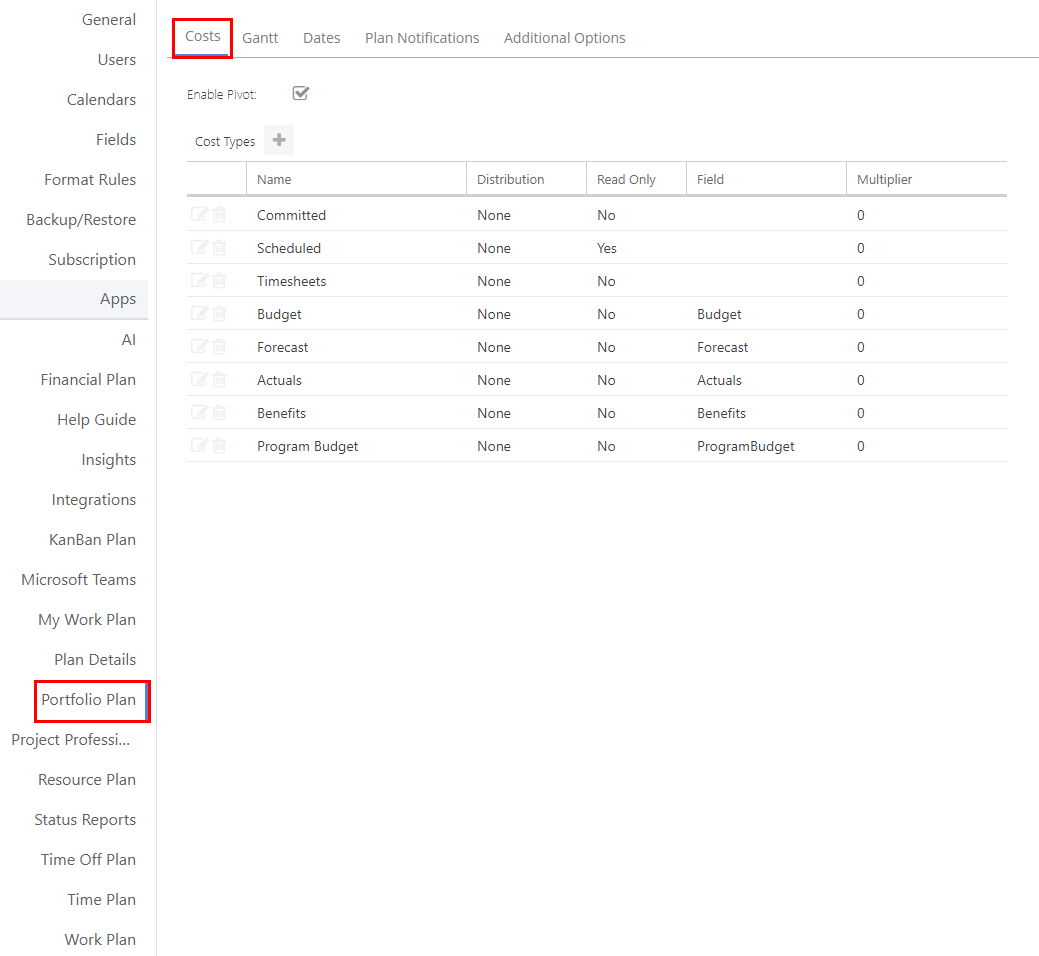 General
Users
Calendars
Fields
Format Rules
Backup/Restore
Subscription
Apps
AI
Financial Plan
Help Guide
Insights
Integrations
KanBan Plan
Microsoft Teams
My Work Plan
Plan Details
Portfolio Plan
Project Professi...
Resource Plan
Status Reports
Time Off Plan
Time Plan
Work Plan
Costs Gantt Dates Plan Notifications Additional Options
Enable Pivot:
Cost Types
Name Distribution Read Only Field Multiplier
Committed None No 0
Scheduled None Yes 0
Timesheets None No 0
Budget None No Budget 0
Forecast None No Forecast 0
Actuals None No Actuals 0
Benefits None No Benefits 0
Program Budget None No ProgramBudget 0